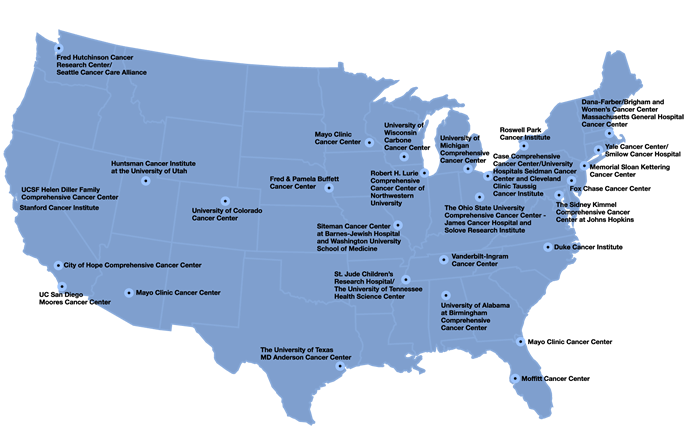 Fred Hutchinson Cancer
Research Center/
Seattle Cancer Care Alliance
Dana-Farber/Brigham and
Women's Cancer Center
Massachusetts General Hospital
Cancer Center
University of
Wisconsin
Carbone
Cancer Center
Mayo Clinic
Cancer Center
University of
Michigan
Comprehensive
Cancer Center
Roswell Park
Cancer Institute
Yale Cancer Center/
Smilow Cancer Hospital
Case Comprehensive
Cancer Center/University
Hospitals Seidman Cancer
Center and Cleveland
Clinic Taussig
Cancer Institute
Memorial Sloan Kettering
Cancer Center
Huntsman Cancer Institute
at the University of Utah
Fred & Pamela Buffett
Cancer Center
Robert H. Lurie
Comprehensive
Cancer Center of
Northwestern
University
Fox Chase Cancer Center
UCSF Helen Diller Family
Comprehensive Cancer Center
Stanford Cancer Institute
University of Colorado
Cancer Center
The Ohio State University
Comprehensive Cancer Center -
James Cancer Hospital and
Solove Research Institute
The Sidney Kimmel
Comprehensive Cancer
Center at Johns Hopkins
Siteman Cancer Center
at Barnes-Jewish Hospital
and Washington University
School of Medicine
Duke Cancer Institute
Vanderbilt-Ingram
Cancer Center
City of Hope Comprehensive Cancer Center
St. Jude Children's
Research Hospital/
The University of Tennessee
Health Science Center
UC San Diego
Moores Cancer Center
Mayo Clinic Cancer Center
University of Alabama
at Birmingham
Comprehensive
Cancer Center
Mayo Clinic Cancer Center
The University of Texas
MD Anderson Cancer Center
Moffitt Cancer Center